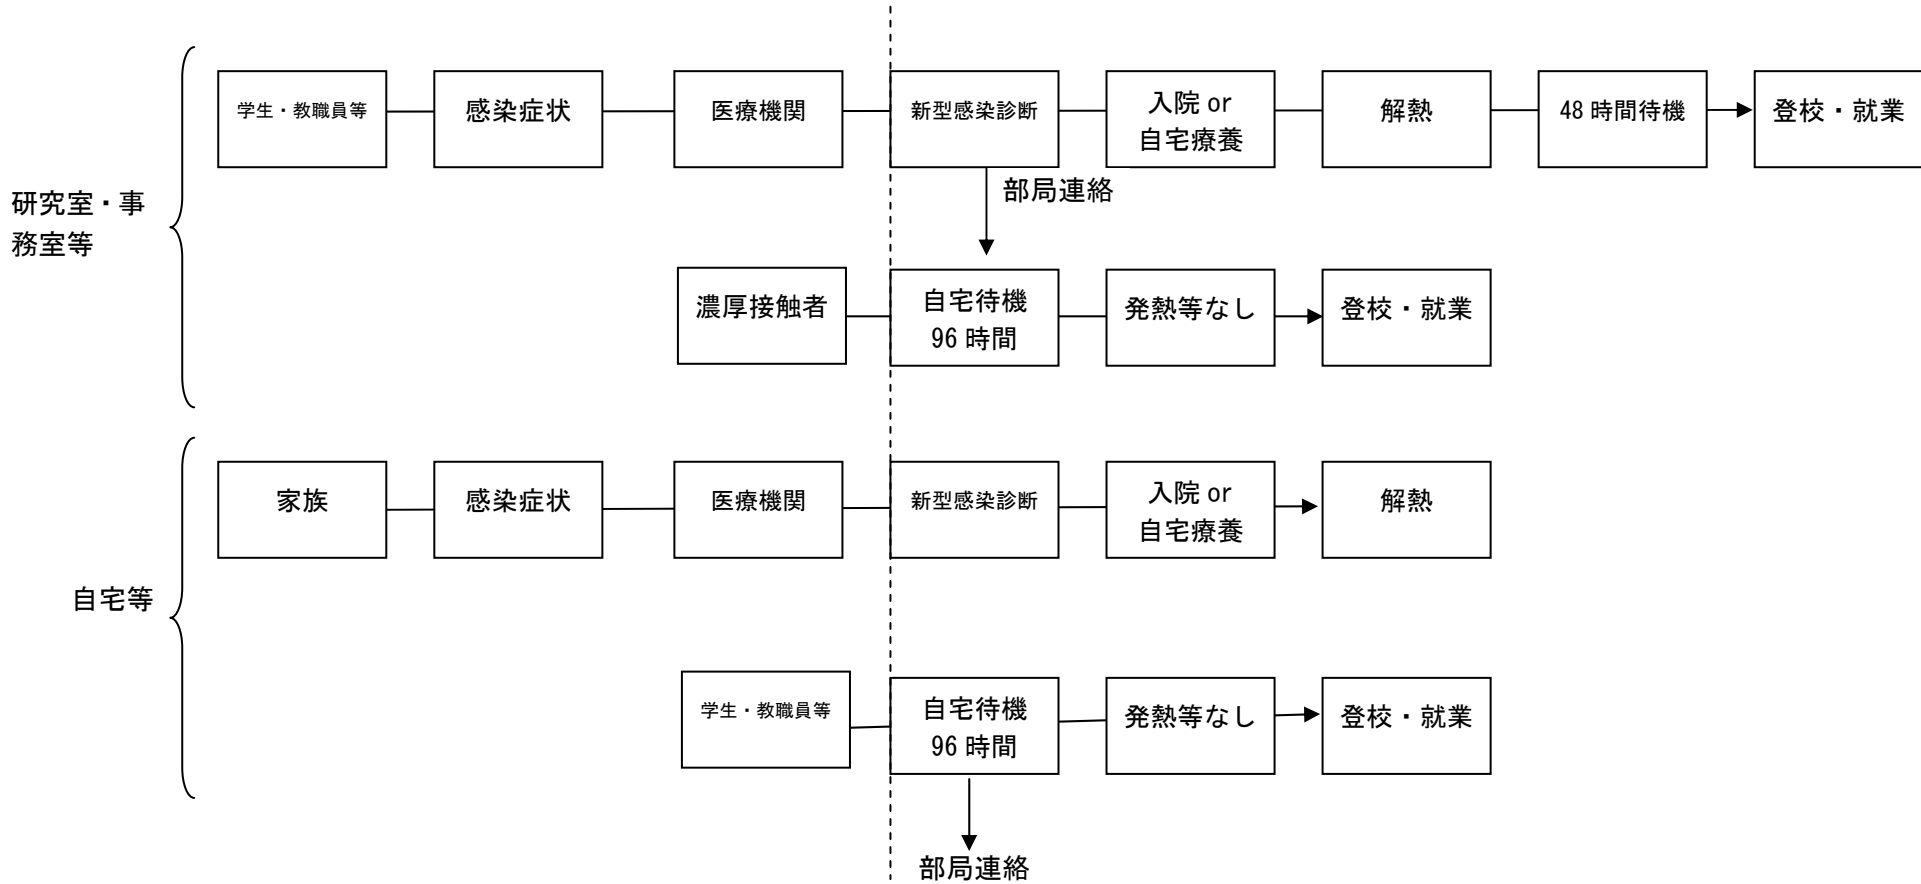 研究室・事
務室等
学生・教職員等
感染症状
医療機関
新型感染診断
入院 or
自宅療養
解熱
48 時間待機
登校・就業
部局連絡
濃厚接触者
自宅待機
96 時間
発熱等なし
登校・就業
自宅等
家族
感染症状
医療機関
新型感染診断
入院 or
自宅療養
解熱
学生・教職員等
自宅待機
96 時間
発熱等なし
登校・就業
部局連絡